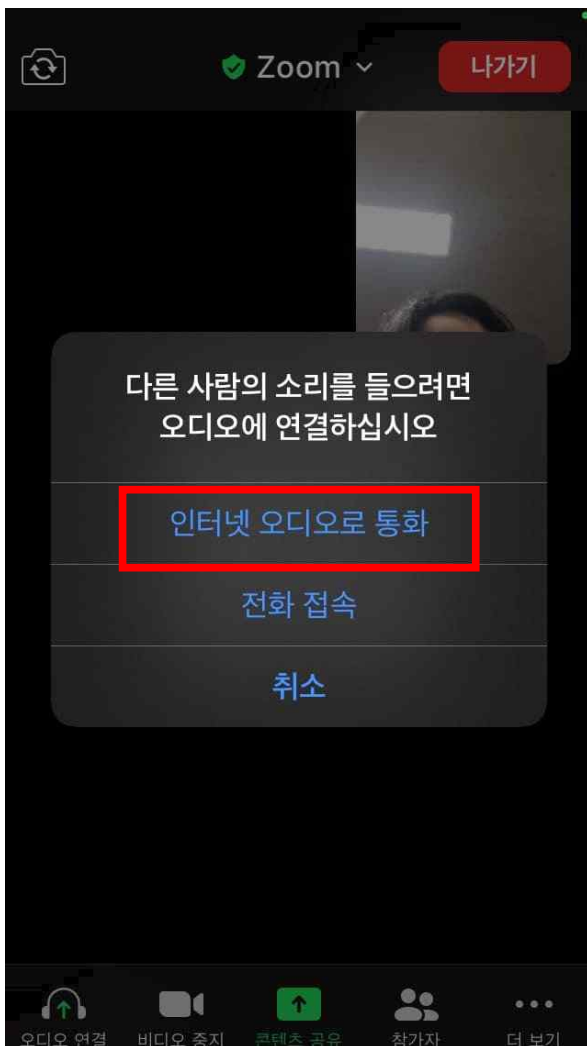 Zoom
나가기
다른 사람의 소리를 들으려면
오디오에 연결하십시오
인터넷 오디오로 통화
전화 접속
취소
오디오 연결 비디오 중지 콘텐츠 공유 참가자 더 보기